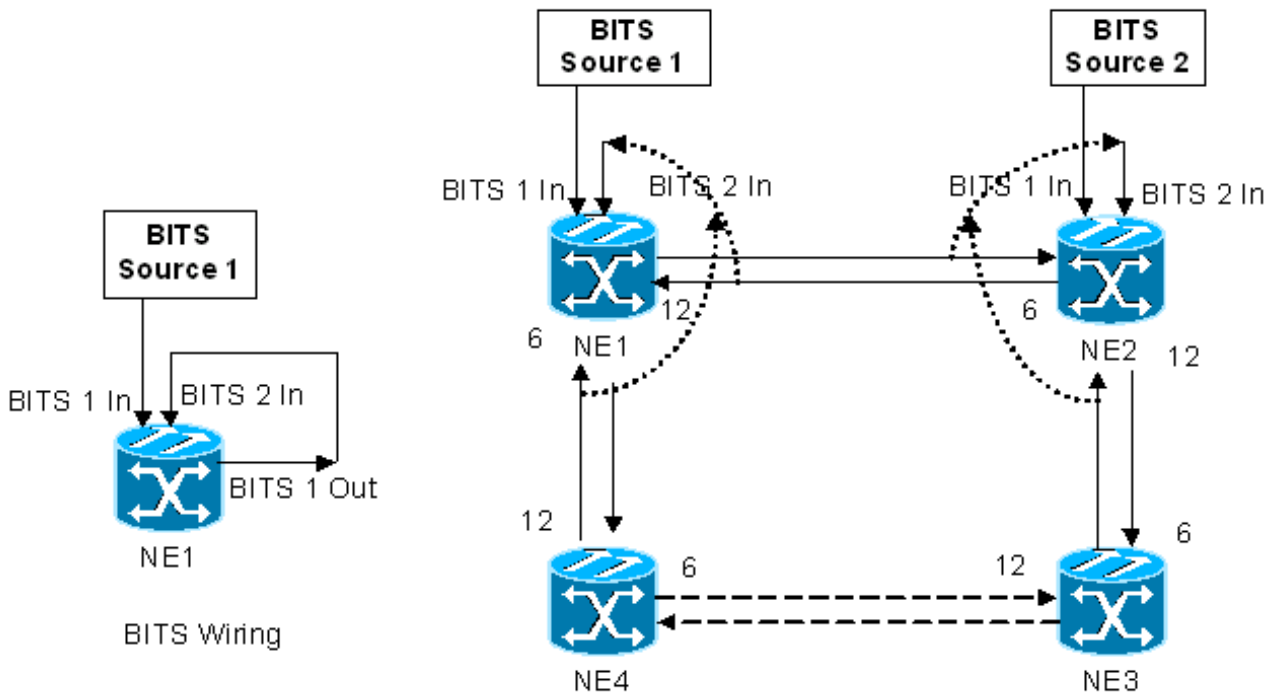 BITS
Source 1
BITS
Source 2
BITS 1 In
BITS 2 In
BITS 1 In
BITS 2 In
BITS
Source 1
12
6
6
NE1
NE2
12
BITS 1 In
BITS 2 In
BITS 1 Out
NE1
12
6
6
12
BITS Wiring
NE4
NE3